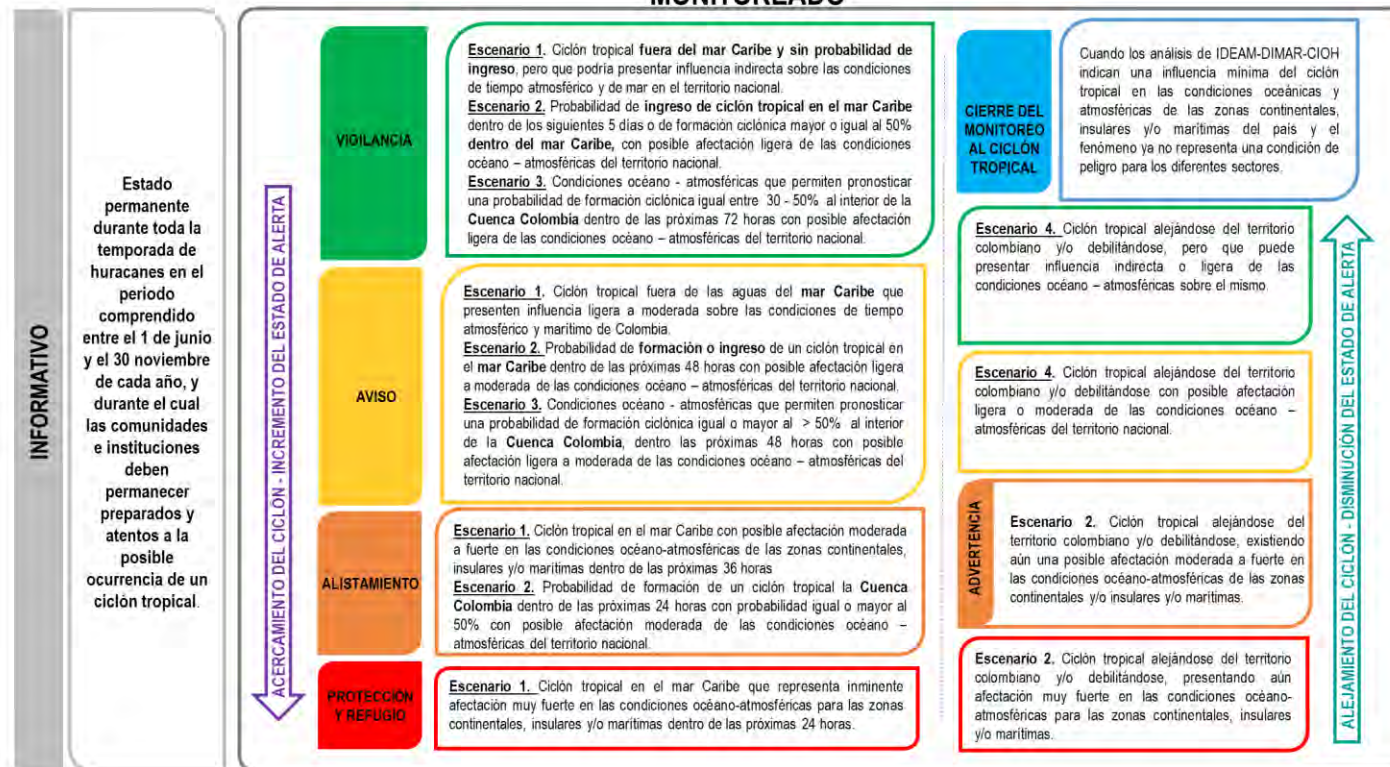 MONITOREADO
INFORMATIVO
Estado
permanente
durante toda la
temporada de
huracanes en el
periodo
comprendido
entre el 1 de junio
y el 30 noviembre
de cada año, y
durante el cual
las comunidades
e instituciones
deben
permanecer
preparados y
atentos a la
posible
ocurrencia de un
ciclón tropical.
ACERCAMIENTO DEL CICLÓN - INCREMENTO DEL ESTADO DE ALERTA
VIGILANCIA
Escenario 1. Ciclón tropical fuera del mar Caribe y sin probabilidad de
ingreso, pero que podría presentar influencia indirecta sobre las condiciones
de tiempo atmosférico y de mar en el territorio nacional.
Escenario 2. Probabilidad de ingreso de ciclón tropical en el mar Caribe
dentro de los siguientes 5 días o de formación ciclónica mayor o igual al 50%
dentro del mar Caribe, con posible afectación ligera de las condiciones
océano – atmosféricas del territorio nacional.
Escenario 3. Condiciones océano - atmosféricas que permiten pronosticar
una probabilidad de formación ciclónica igual entre 30 - 50% al interior de la
Cuenca Colombia dentro de las próximas 72 horas con posible afectación
ligera de las condiciones océano – atmosféricas del territorio nacional.
AVISO
Escenario 1. Ciclón tropical fuera de las aguas del mar Caribe que
presenten influencia ligera a moderada sobre las condiciones de tiempo
atmosférico y marítimo de Colombia.
Escenario 2. Probabilidad de formación o ingreso de un ciclón tropical en
el mar Caribe dentro de las próximas 48 horas con posible afectación ligera
a moderada de las condiciones océano – atmosféricas del territorio nacional.
Escenario 3. Condiciones océano - atmosféricas que permiten pronosticar
una probabilidad de formación ciclónica igual o mayor al > 50% al interior
de la Cuenca Colombia, dentro las próximas 48 horas con posible
afectación ligera a moderada de las condiciones océano – atmosféricas del
territorio nacional.
ALISTAMIENTO
Escenario 1. Ciclón tropical en el mar Caribe con posible afectación moderada
a fuerte en las condiciones océano-atmosféricas de las zonas continentales,
insulares y/o marítimas dentro de las próximas 36 horas
Escenario 2. Probabilidad de formación de un ciclón tropical la Cuenca
Colombia dentro de las próximas 24 horas con probabilidad igual o mayor al
50% con posible afectación moderada de las condiciones océano –
atmosféricas del territorio nacional.
PROTECCIÓN
Y REFUGIO
Escenario 1. Ciclón tropical en el mar Caribe que representa inminente
afectación muy fuerte en las condiciones océano-atmosféricas para las zonas
continentales, insulares y/o marítimas dentro de las próximas 24 horas.
CIERRE DEL
MONITOREO
AL CICLÓN
TROPICAL
Cuando los análisis de IDEAM-DIMAR-CIOH
indican una influencia mínima del ciclón
tropical en las condiciones oceánicas y
atmosféricas de las zonas continentales,
insulares y/o marítimas del país y el
fenómeno ya no representa una condición de
peligro para los diferentes sectores.
Escenario 4. Ciclón tropical alejándose del territorio
colombiano y/o debilitándose, pero que puede
presentar influencia indirecta o ligera de las
condiciones océano – atmosféricas sobre el mismo.
Escenario 4. Ciclón tropical alejándose del territorio
colombiano y/o debilitándose con posible afectación
ligera o moderada de las condiciones océano –
atmosféricas del territorio nacional.
ADVERTENCIA
Escenario 2. Ciclón tropical alejándose del
territorio colombiano y/o debilitándose, existiendo
aún una posible afectación moderada a fuerte en
las condiciones océano-atmosféricas de las zonas
continentales y/o insulares y/o marítimas.
Escenario 2. Ciclón tropical alejándose del territorio
colombiano y/o debilitándose, presentando aún
afectación muy fuerte en las condiciones océano-
atmosféricas para las zonas continentales, insulares
y/o marítimas.
ALEJAMIENTO DEL CICLÓN - DISMINUCIÓN DEL ESTADO DE ALERTA